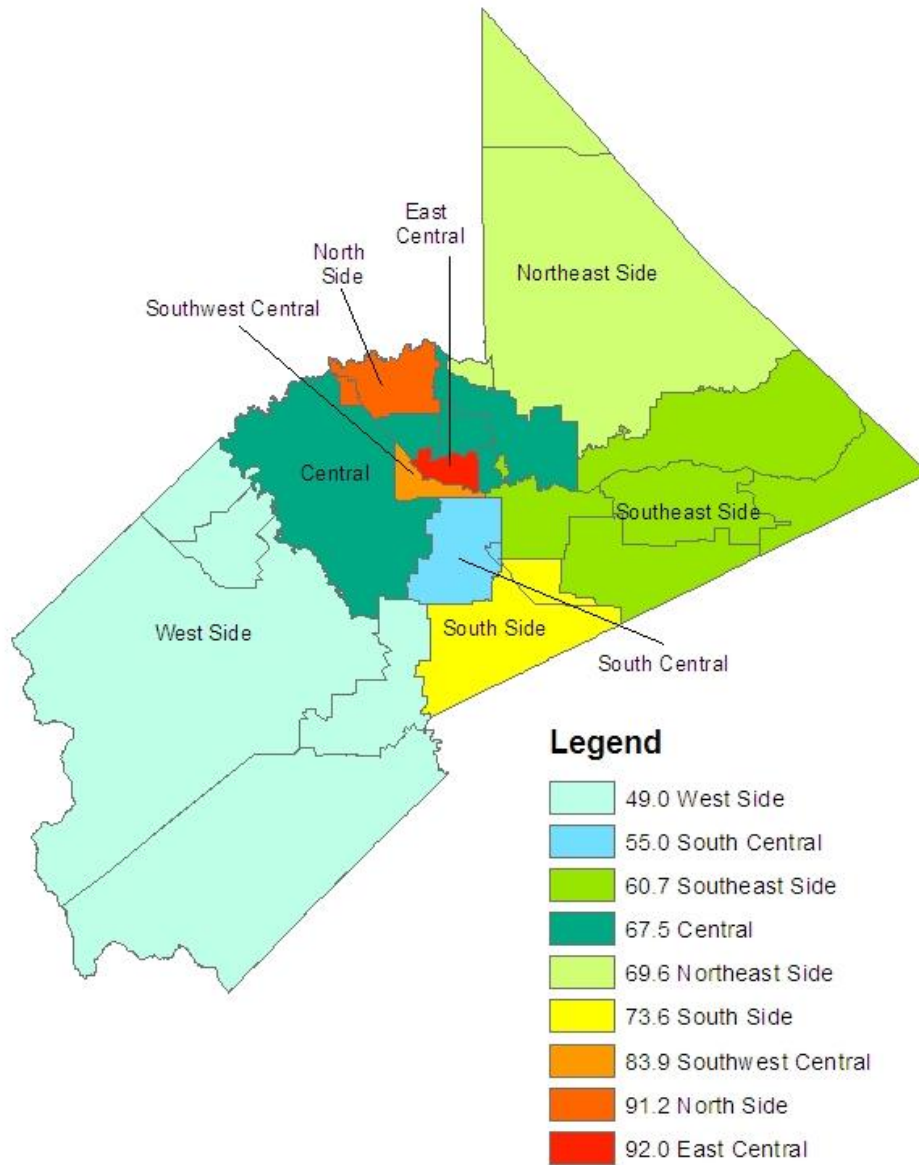 East
Central
North
Side
Northeast Side
Southwest Central
Central
Southeast Side
West Side
South Side
South Central
Legend
49.0 West Side
55.0 South Central
60.7 Southeast Side
67.5 Central
69.6 Northeast Side
73.6 South Side
83.9 Southwest Central
91.2 North Side
92.0 East Central